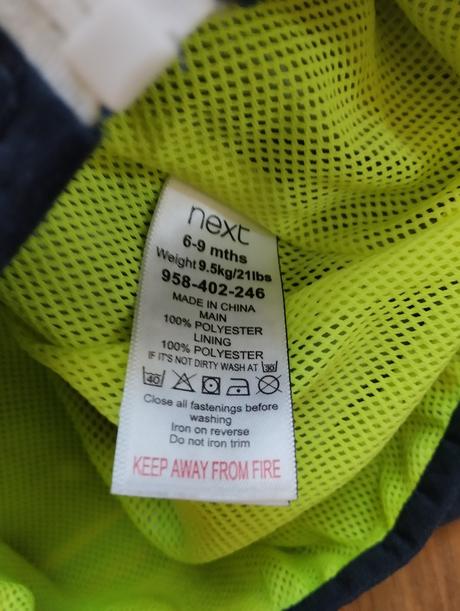 next
6-9 mths
Weight 9.5kg/21lbs
958-402-246
MADE IN CHINA
MAIN
100% POLYESTER
LINING
100% POLYESTER
IF IT'S NOT DIRTY WASH AT 30
40
Close all fastenings before
washing
Iron on reverse
Do not iron trim
KEEP AWAY FROM FIRE